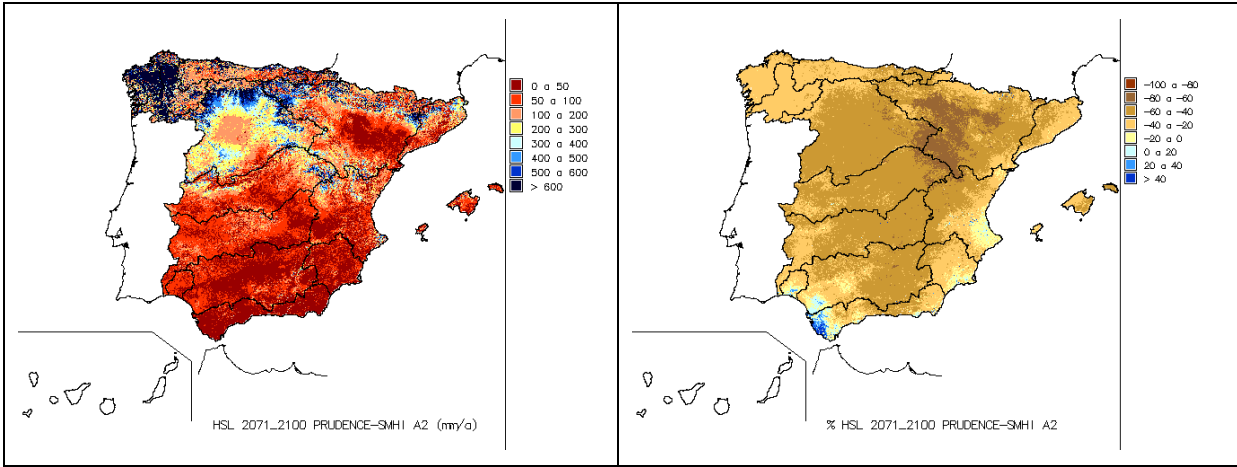 0 a 50
50 a 100
100 a 200
200 a 300
300 a 400
400 a 500
500 a 600
> 600
HSL 2071_2100 PRUDENCE-SMHI A2 (mm/a)
-100 a -80
-80 a -60
-60 a -40
-40 a -20
-20 a 0
0 a 20
20 a 40
> 40
% HSL 2071_2100 PRUDENCE-SMHI A2